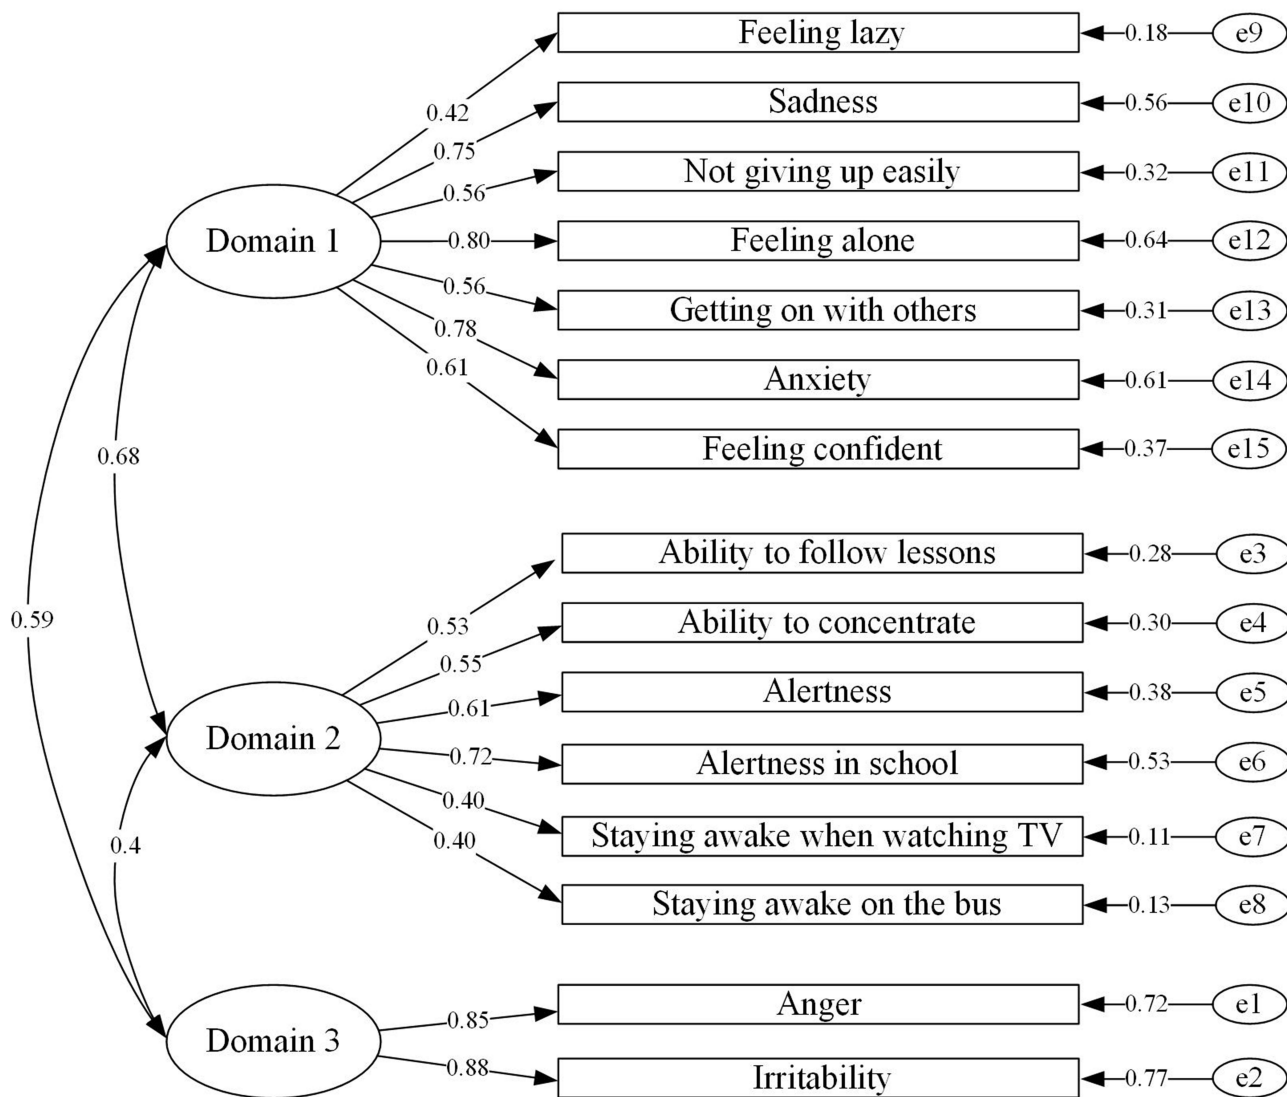 Feeling lazy
0.18
e9
0.42
Sadness
0.56
e10
0.75
Not giving up easily
0.32
e11
0.56
Domain 1
0.80
Feeling alone
0.64
e12
0.56
Getting on with others
0.31
e13
0.78
Anxiety
0.61
e14
0.61
Feeling confident
0.37
e15
0.68
0.59
Ability to follow lessons
0.28
e3
0.53
Ability to concentrate
0.30
e4
0.55
Alertness
0.38
e5
0.61
Domain 2
0.72
Alertness in school
0.53
e6
0.40
Staying awake when watching TV
0.11
e7
0.40
Staying awake on the bus
0.13
e8
0.4
Anger
0.72
e1
0.85
Domain 3
0.88
Irritability
0.77
e2